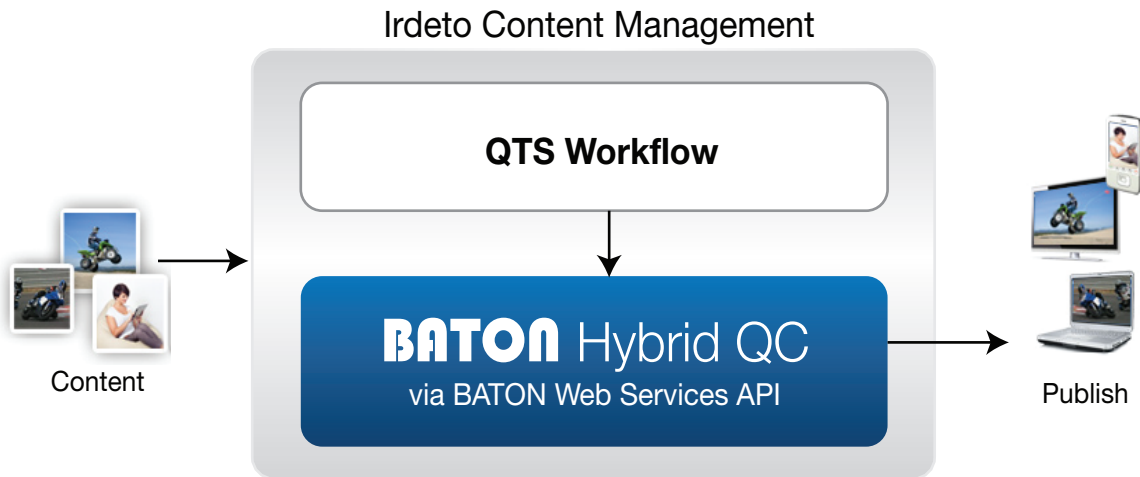 Irdeto Content Management
QTS Workflow
BATON Hybrid QC
via BATON Web Services API
Content
Publish